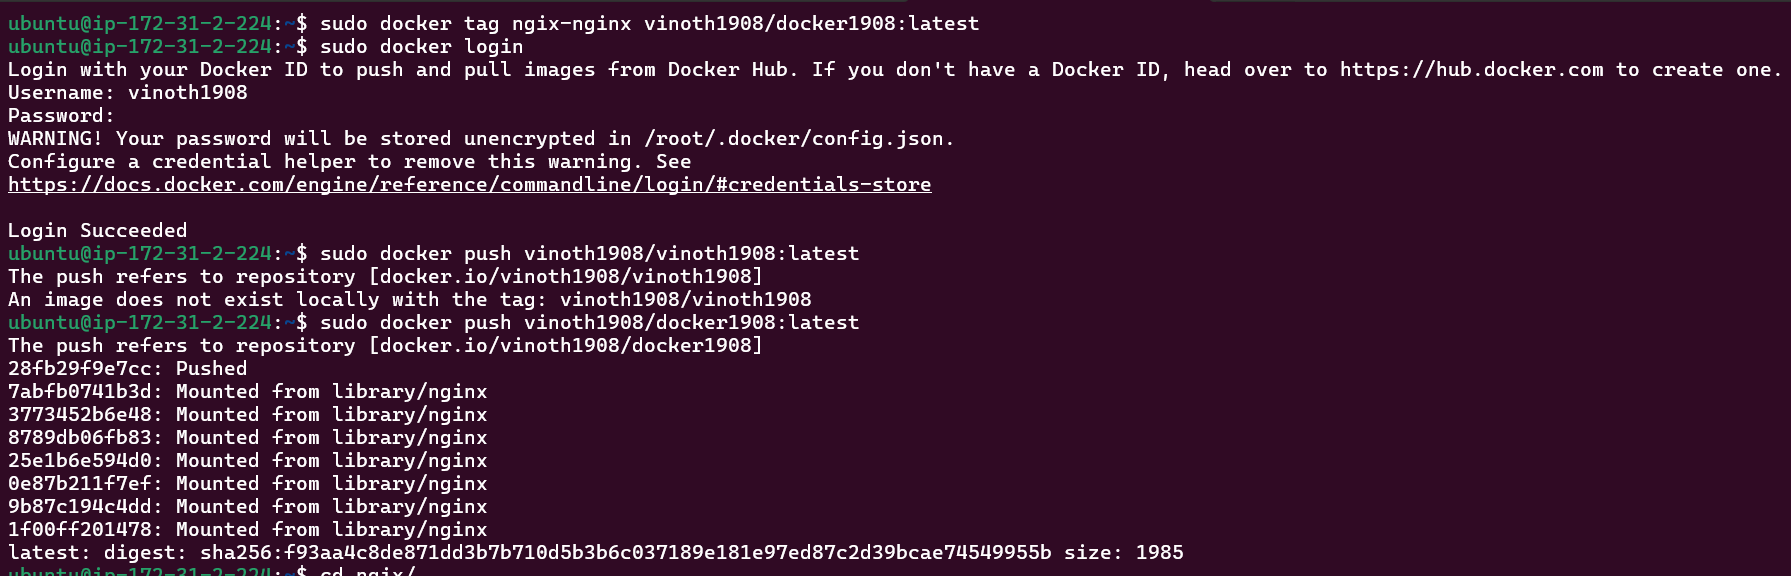 ubuntu@ip-172-31-2-224:~$ sudo docker tag ngix-nginx vinoth1908/docker1908:latest
ubuntu@ip-172-31-2-224:~$ sudo docker login
Login with your Docker ID to push and pull images from Docker Hub. If you don't have a Docker ID, head over to https://hub.docker.com to create one.
Username: vinoth1908
Password:
WARNING! Your password will be stored unencrypted in /root/.docker/config.json.
Configure a credential helper to remove this warning. See
https://docs.docker.com/engine/reference/commandline/login/#credentials-store
Login Succeeded
ubuntu@ip-172-31-2-224:~$ sudo docker push vinoth1908/vinoth1908:latest
The push refers to repository [docker.io/vinoth1908/vinoth1908]
An image does not exist locally with the tag: vinoth1908/vinoth1908
ubuntu@ip-172-31-2-224:~$ sudo docker push vinoth1908/docker1908:latest
The push refers to repository [docker.io/vinoth1908/docker1908]
28fb29f9e7cc: Pushed
7abfb0741b3d: Mounted from library/nginx
3773452b6e48: Mounted from library/nginx
8789db06fb83: Mounted from library/nginx
25e1b6e594d0: Mounted from library/nginx
0e87b211f7ef: Mounted from library/nginx
9b87c194c4dd: Mounted from library/nginx
1f00ff201478: Mounted from library/nginx
latest: digest: sha256:f93aa4c8de871dd3b7b710d5b3b6c037189e181e97ed87c2d39bcae74549955b size: 1985
ubuntu@ip-172-31-2-224:~$ cd ngix/